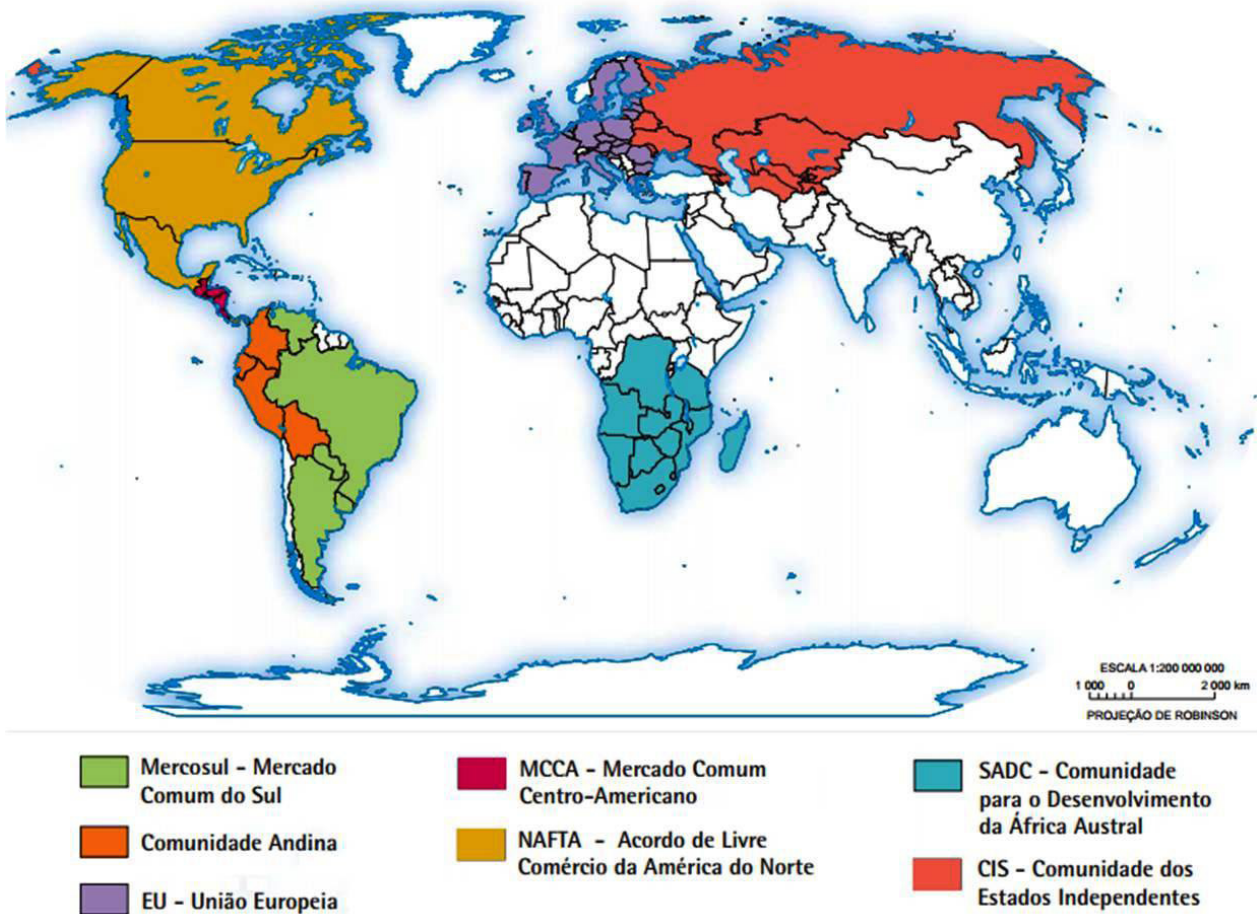 ESCALA 1:200 000 000
1 000 0 2 000 km
PROJEÇÃO DE ROBINSON
Mercosul - Mercado
Comum do Sul
Comunidade Andina
EU - União Europeia
MCCA - Mercado Comum
Centro-Americano
NAFTA - Acordo de Livre
Comércio da América do Norte
SADC - Comunidade
para o Desenvolvimento
da África Austral
CIS - Comunidade dos
Estados Independentes